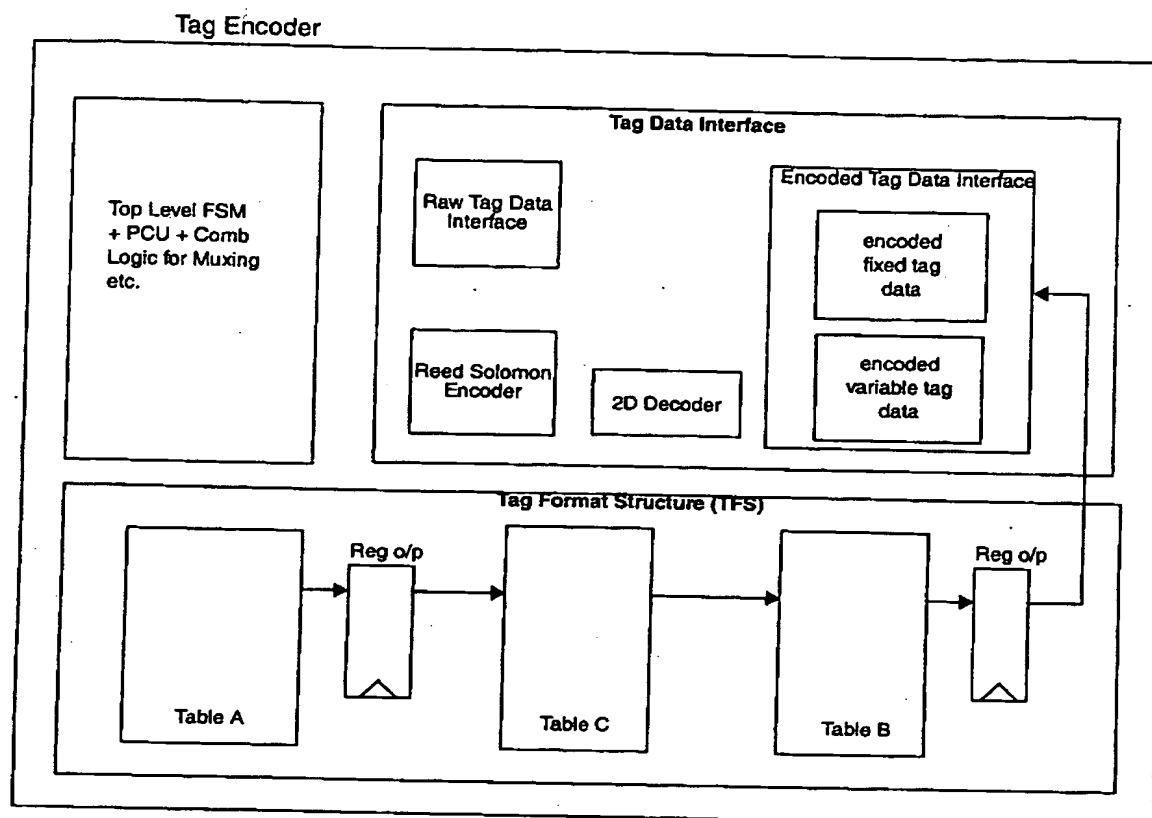 Tag Encoder
Top Level FSM
+ PCU + Comb
Logic for Muxing
etc.
Tag Data Interface
Raw Tag Data
Interface
Reed Solomon
Encoder
2D Decoder
Encoded Tag Data Interface
encoded
fixed tag
data
encoded
variable tag
data
Tag Format Structure (TFS)
Table A
Reg o/p
Table C
Table B
Reg o/p